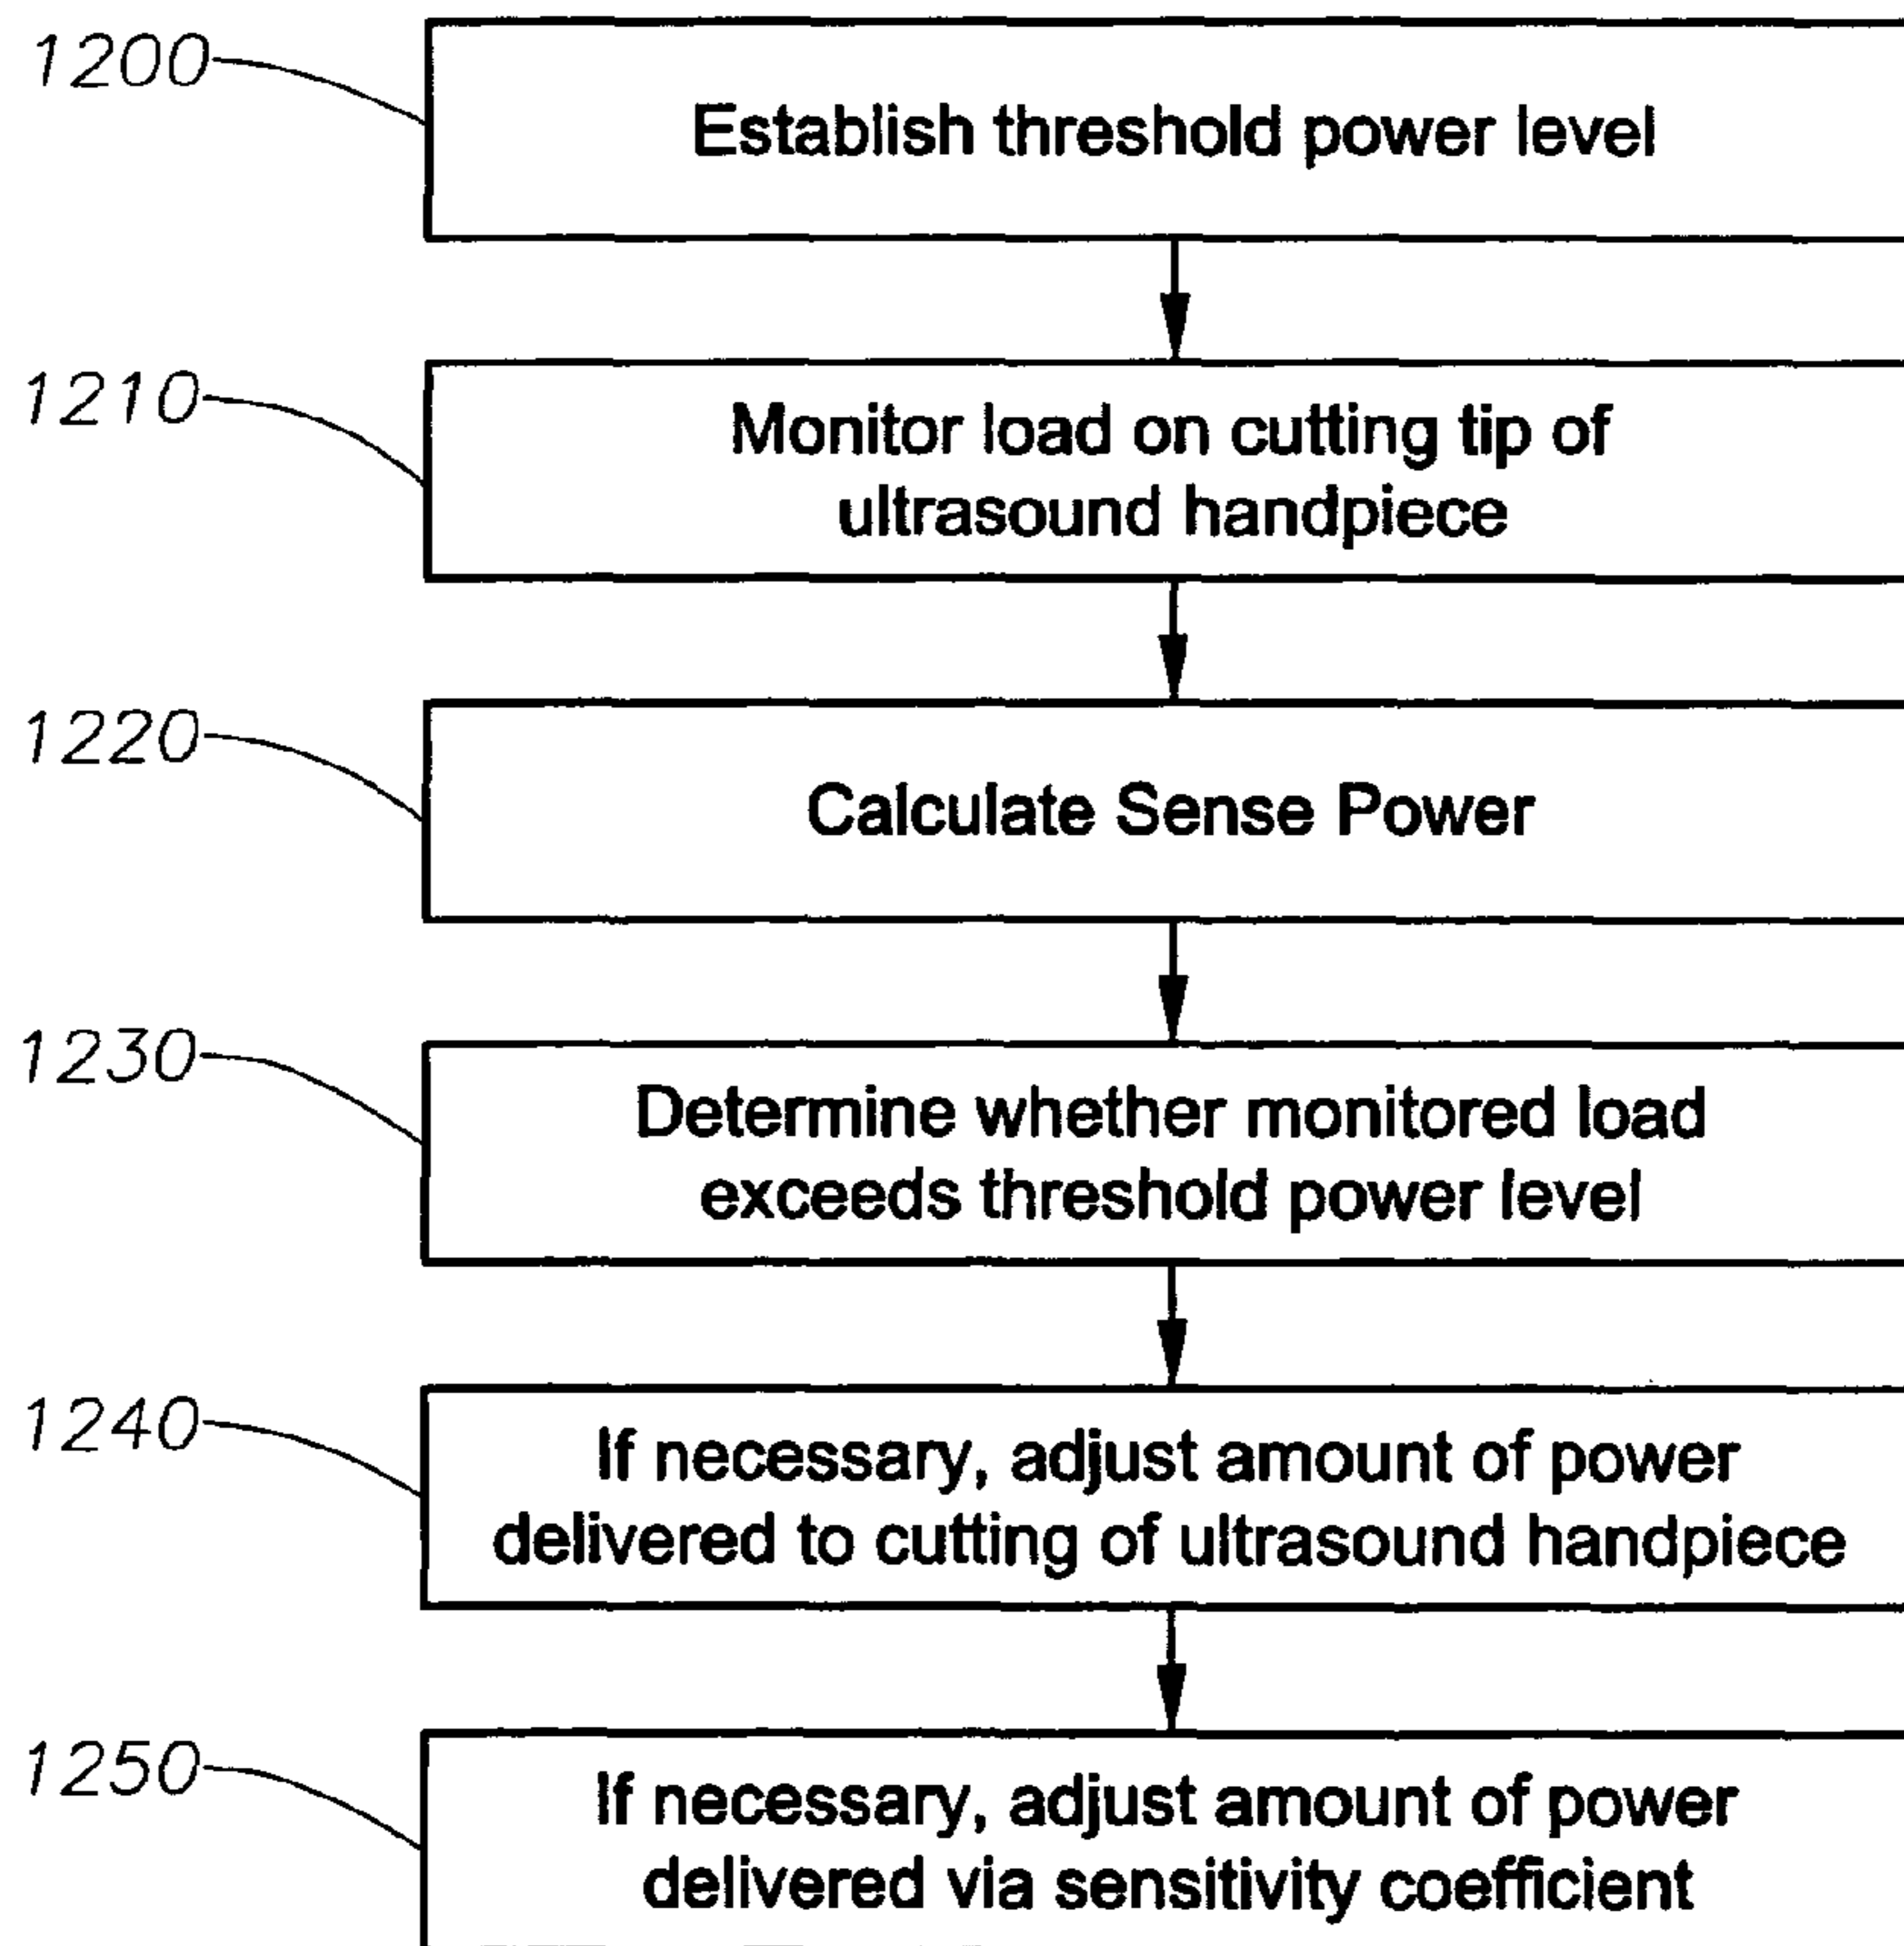 1200
Establish threshold power level
1210
Monitor load on cutting tip of
ultrasound handpiece
1220
Calculate Sense Power
1230
Determine whether monitored load
exceeds threshold power level
1240
If necessary, adjust amount of power
delivered to cutting of ultrasound handpiece
1250
If necessary, adjust amount of power
delivered via sensitivity coefficient